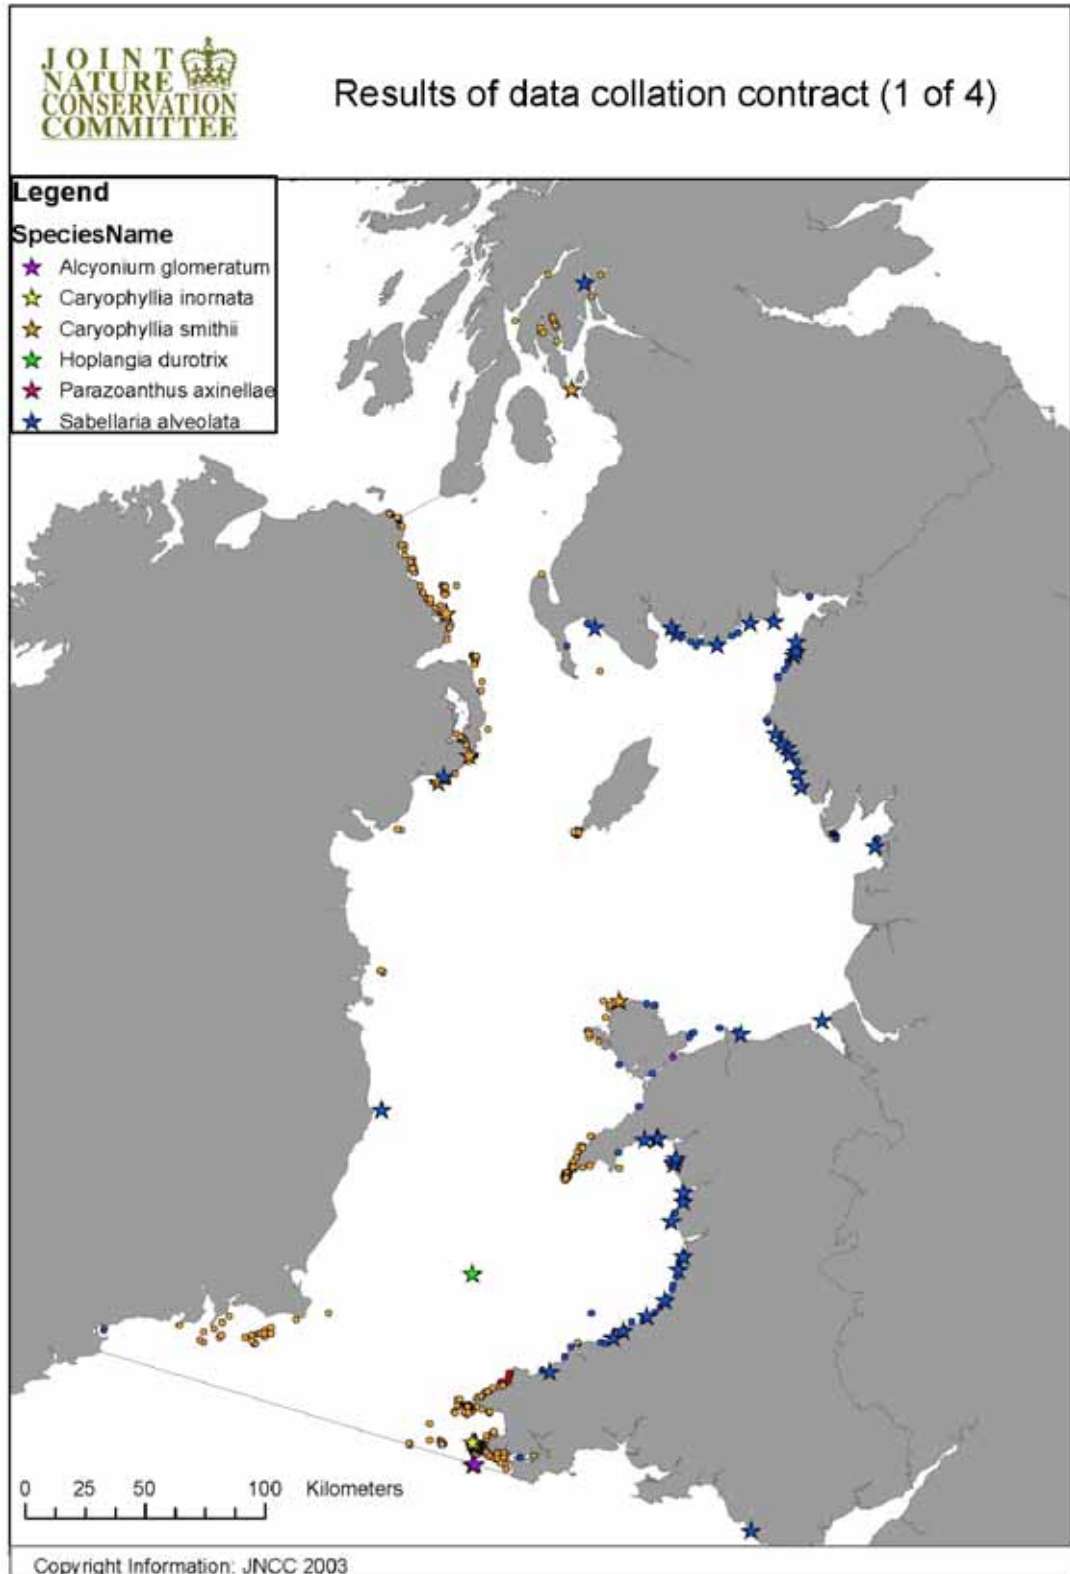 JOINT
NATURE
CONSERVATION
COMMITTEE
Results of data collation contract (1 of 4)
Legend
SpeciesName
Alcyonium glomeratum
Caryophyllia inornata
Caryophyllia smithii
Hoplangia durotrix
Parazoanthus axinellae
Sabellaria alveolata
0 25 50 100 Kilometers
Copyright Information: JNCC 2003